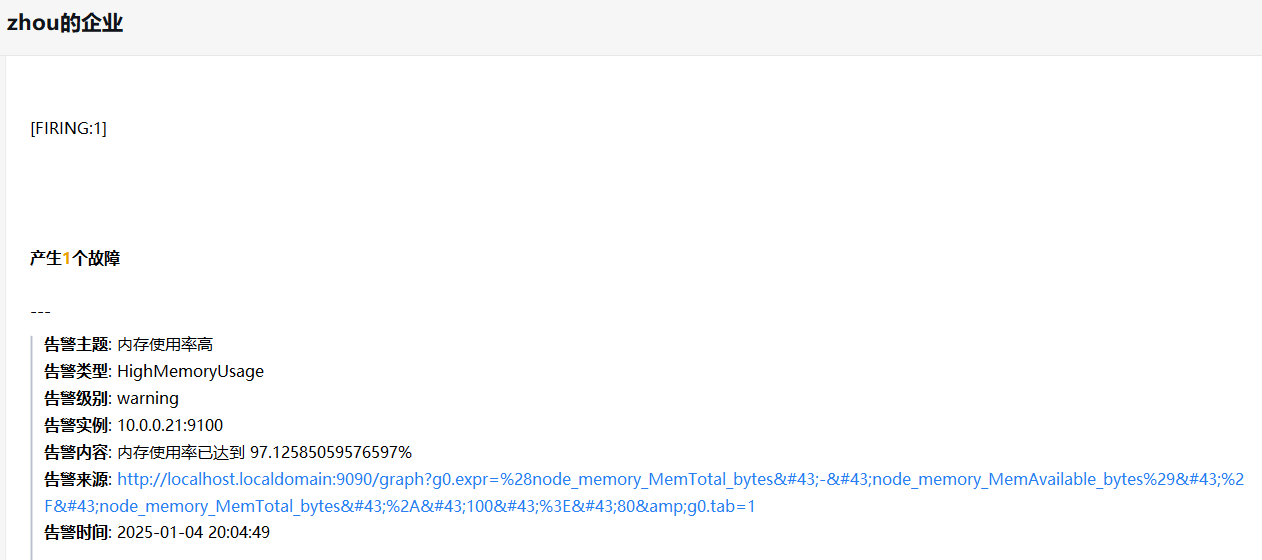 zhou的企业
[FIRING:1]
产生1个故障
---
告警主题: 内存使用率高
告警类型: HighMemoryUsage
告警级别: warning
告警实例: 10.0.0.21:9100
告警内容: 内存使用率已达到 97.12585059576597%
告警来源: http://localhost.localdomain:9090/graph?g0.expr=%28node_memory_MemTotal_bytes&#43;-&#43;node_memory_MemAvailable_bytes%29&#43;%2
F&#43;node_memory_MemTotal_bytes&#43;%2A&#43;100&#43;%3E&#43;80&amp;g0.tab=1
告警时间: 2025-01-04 20:04:49